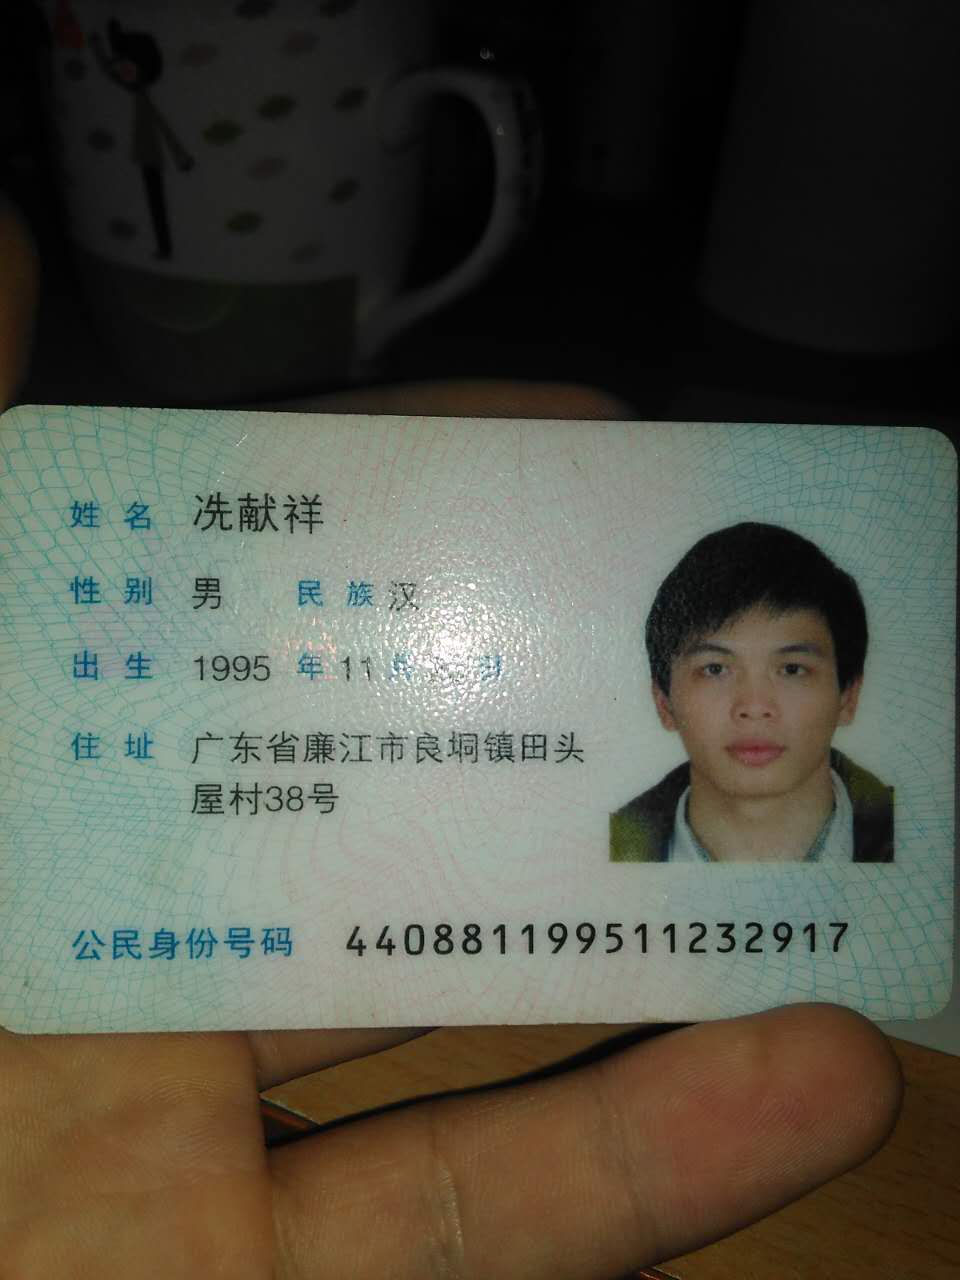 姓名 冼献祥
性别 男 民族 汉
出生 1995 年 11
住址 广东省廉江市良垌镇田头
屋村38号
公民身份号码 440881199511232917